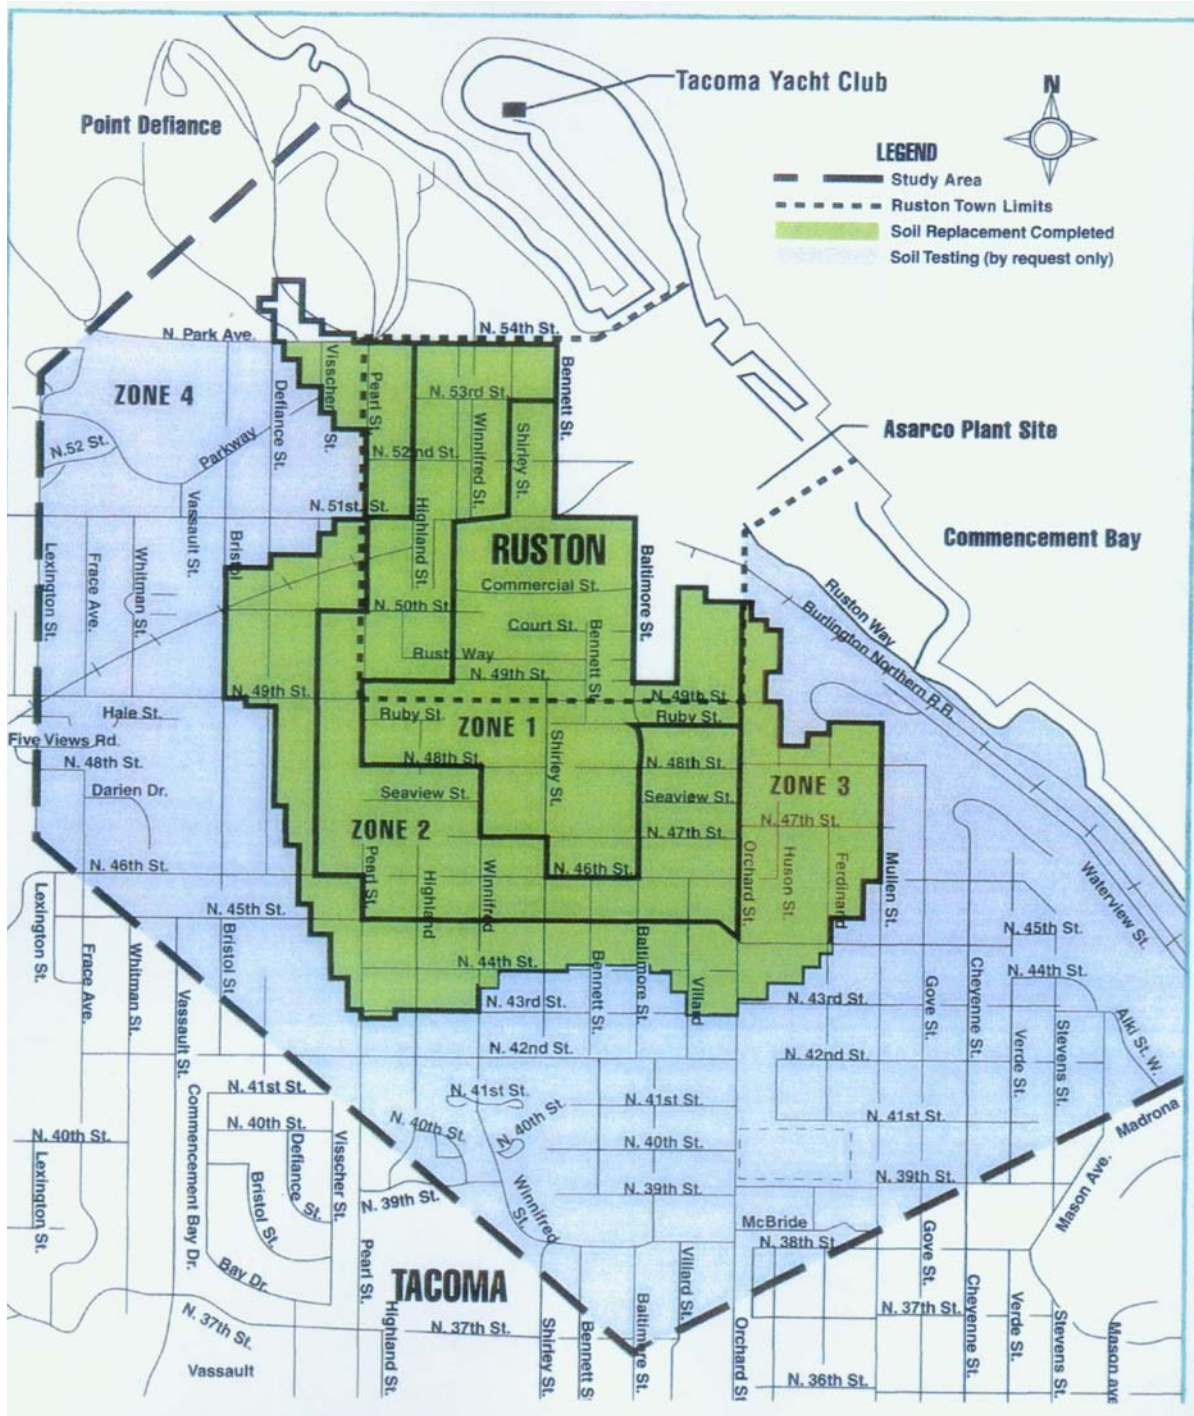 Tacoma Yacht Club
N
Point Defiance
LEGEND
Study Area
Ruston Town Limits
Soil Replacement Completed
Soil Testing (by request only)
N. Park Ave.
N. 54th St.
ZONE 4
Visscher St.
Pearl St.
Bennett St.
Defiance St.
N. 53rd St.
Winnifred St.
Shirley St.
Asarco Plant Site
N.52 St.
Parkway
N. 52nd St.
Vassault St.
N. 51st. St.
Highland St.
Bristol
Commencement Bay
Lexington St.
Frace Ave.
Whitman St.
RUSTON
Baltimore St.
Commercial St.
Ruston Way
Burlington Northern R.R.
N. 50th St.
Court St.
Bennett St.
Rust Way
N. 49th St.
N. 49th St.
N. 49th St.
Hale St.
Ruby St.
ZONE 1
Ruby St.
Five Views Rd.
Shirley St.
N. 48th St.
N. 48th St.
N. 48th St.
Darien Dr.
Seaview St.
Seaview St.
ZONE 3
ZONE 2
N. 47th St.
N. 47th St.
N. 46th St.
Pearl St.
Highland
Winnifred
N. 46th St.
Orchard St.
Huson St.
Ferdinand
Mullen St.
Waterview St.
Lexington St.
N. 45th St.
N. 45th St.
Frace Ave.
Whitman St.
Vassault St.
Bristol St
N. 44th St.
Bennett St.
Baltimore St.
Villard
N. 44th St.
N. 43rd St.
N. 43rd St.
Gove St.
Cheyenne St.
Verde St.
Stevens St.
Alki St. W.
N. 42nd St.
N. 42nd St.
N. 41st St.
N. 41st St.
N. 41st St.
N. 41st St.
Madrona
Commencement Bay Dr.
N. 40th St.
N. 40th St.
N. 40th St.
N. 40th St.
N. 40th St.
Defiance St.
Visscher St.
Lexington St.
Bristol St.
N. 39th St.
N. 39th St.
N. 39th St.
Mason Ave.
Winnifred St.
McBride
N. 38th St.
Bay Dr.
Pearl St.
TACOMA
Villard St.
Gove St.
N. 37th St.
Highland St.
N. 37th St.
N. 37th St.
Shirley St.
Bennett S
Baltimore St.
Orchard St
Cheyenne St.
Verde St.
Stevens St.
Mason ave
Vassault
N. 36th St.